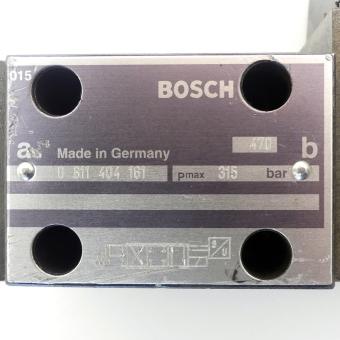 015
BOSCH
470
a b
Made in Germany
0 811 404 161 pmax 315 bar